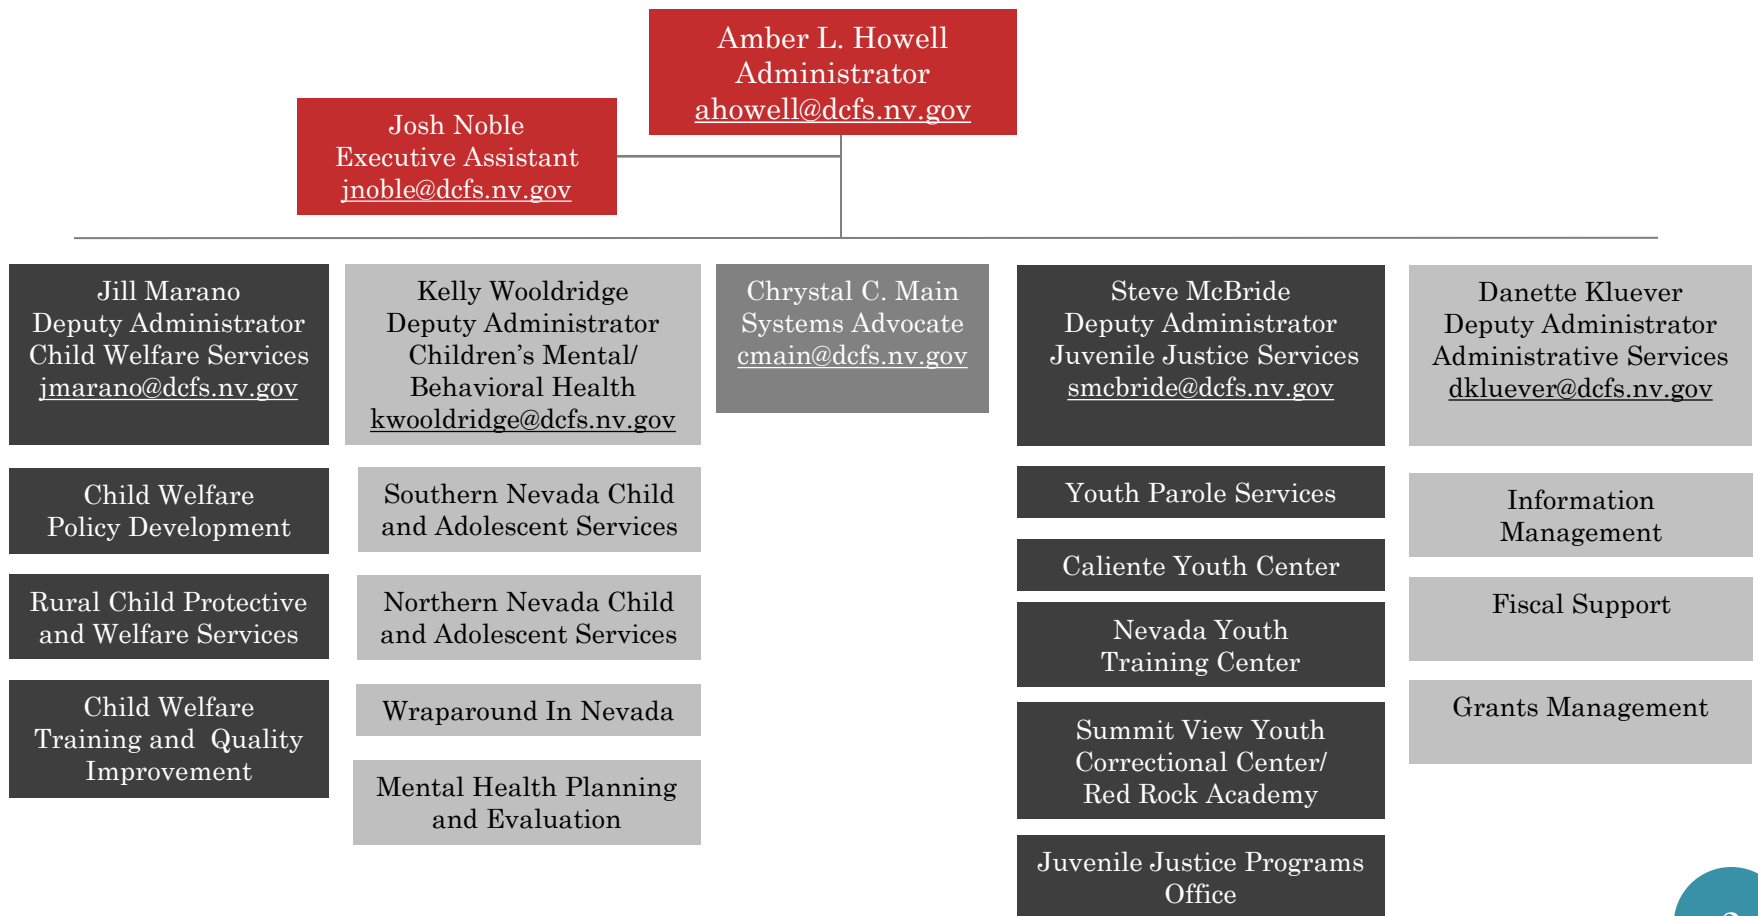 Amber L. Howell
Administrator
ahowell@dcfs.nv.gov
Josh Noble
Executive Assistant
jnoble@dcfs.nv.gov
Jill Marano
Deputy Administrator
Child Welfare Services
jmarano@dcfs.nv.gov
Child Welfare
Policy Development
Rural Child Protective
and Welfare Services
Child Welfare
Training and Quality
Improvement
Kelly Wooldridge
Deputy Administrator
Children's Mental/
Behavioral Health
kwooldridge@dcfs.nv.gov
Southern Nevada Child
and Adolescent Services
Northern Nevada Child
and Adolescent Services
Wraparound In Nevada
Mental Health Planning
and Evaluation
Chrystal C. Main
Systems Advocate
cmain@dcfs.nv.gov
Steve McBride
Deputy Administrator
Juvenile Justice Services
smcbride@dcfs.nv.gov
Youth Parole Services
Caliente Youth Center
Nevada Youth
Training Center
Summit View Youth
Correctional Center/
Red Rock Academy
Juvenile Justice Programs
Office
Danette Kluever
Deputy Administrator
Administrative Services
dkluever@dcfs.nv.gov
Information
Management
Fiscal Support
Grants Management